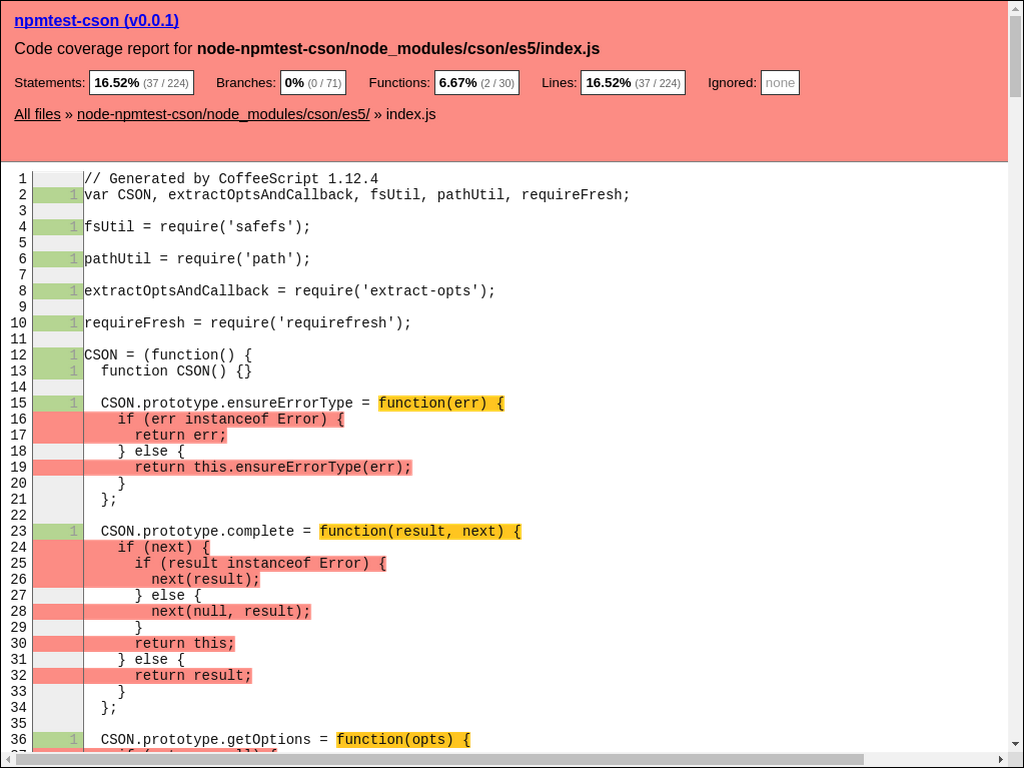 npmtest-cson (v0.0.1)
Code coverage report for node-npmtest-cson/node_modules/cson/es5/index.js
Statements: 16.52% (37 / 224) Branches: 0% (0 / 71) Functions: 6.67% (2 / 30) Lines: 16.52% (37 / 224) Ignored: none
All files » node-npmtest-cson/node_modules/cson/es5/ » index.js
1 // Generated by CoffeeScript 1.12.4
2 1 var CSON, extractOptsAndCallback, fsUtil, pathUtil, requireFresh;
3
4 1 fsUtil = require('safefs');
5
6 1 pathUtil = require('path');
7
8 1 extractOptsAndCallback = require('extract-opts');
9
10 1 requireFresh = require('requirefresh');
11
12 1 CSON = (function() {
13 1 function CSON() {}
14
15 1 CSON.prototype.ensureErrorType = function(err) {
16 if (err instanceof Error) {
17 return err;
18 } else {
19 return this.ensureErrorType(err);
20 }
21 };
22
23 1 CSON.prototype.complete = function(result, next) {
24 if (next) {
25 if (result instanceof Error) {
26 next(result);
27 } else {
28 next(null, result);
29 }
30 return this;
31 } else {
32 return result;
33 }
34 };
35
36 1 CSON.prototype.getOptions = function(opts) {